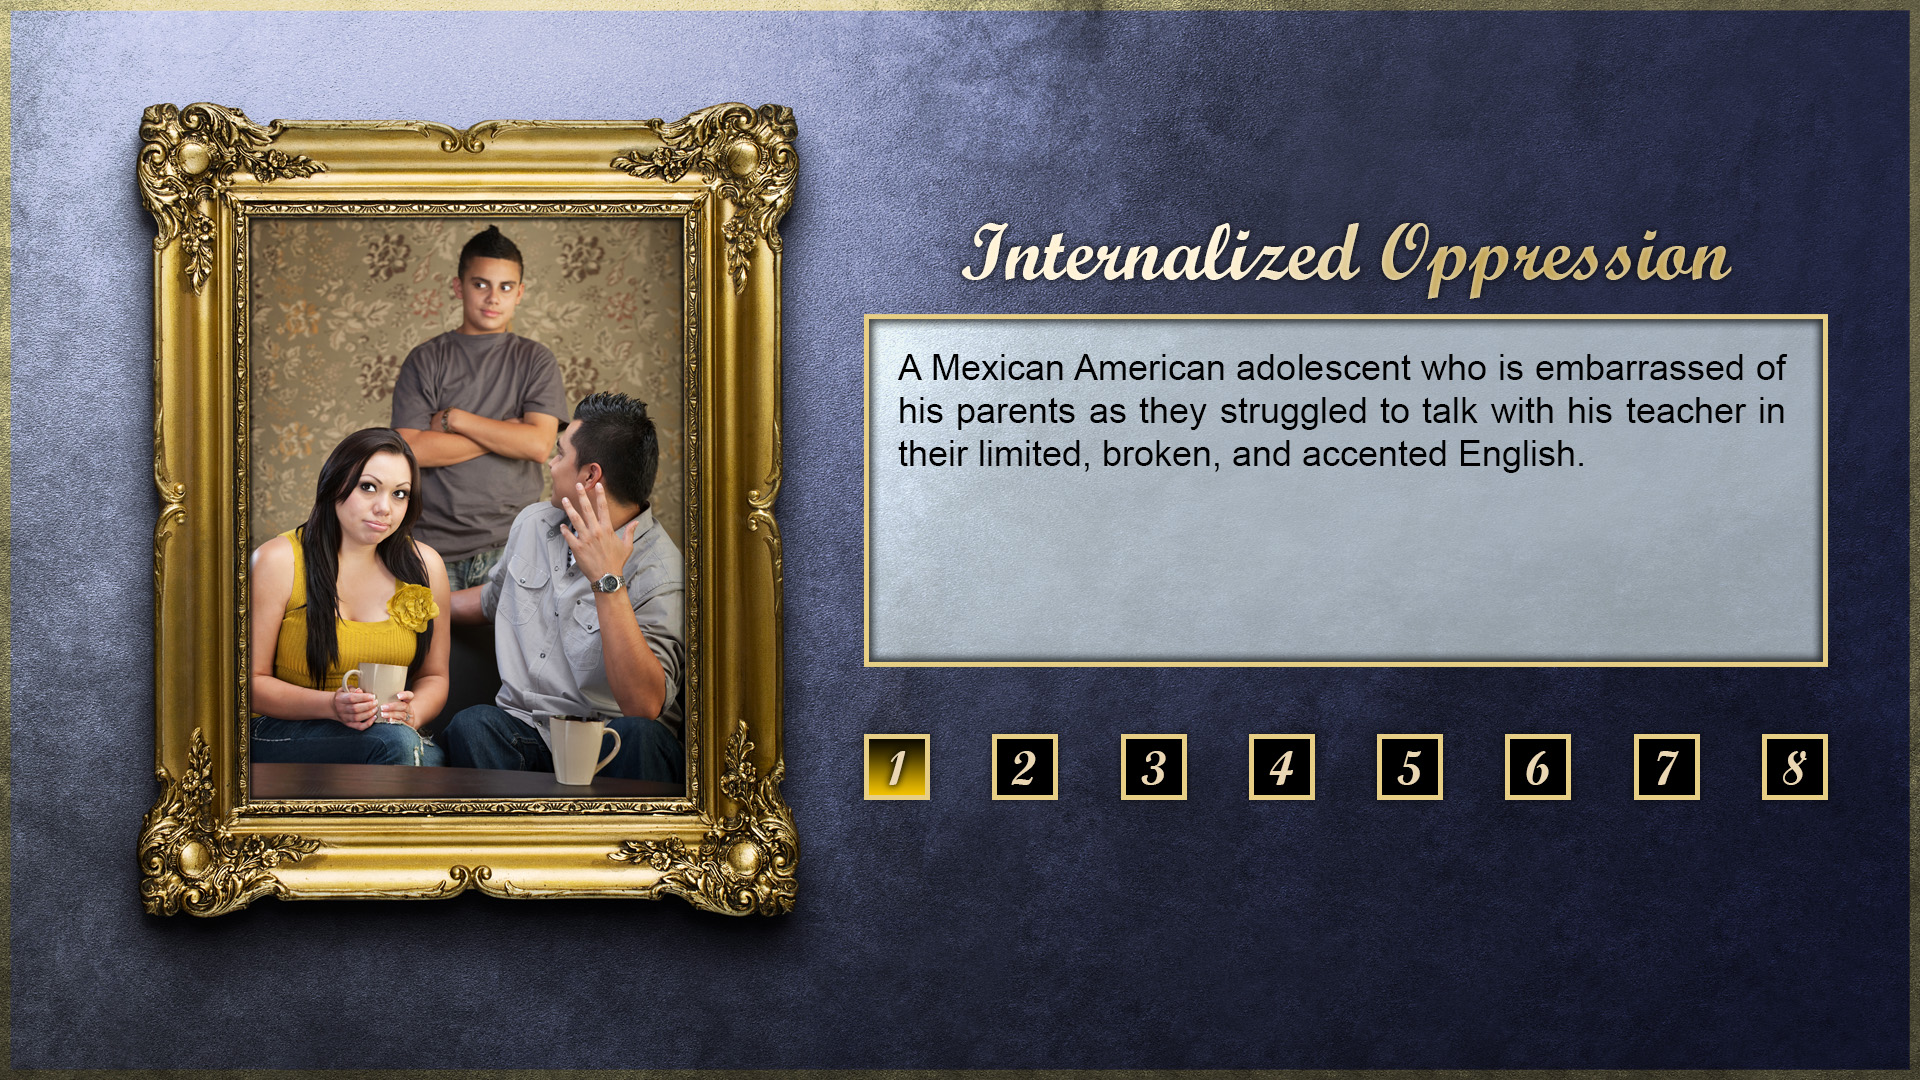 Internalized Oppression
A Mexican American adolescent who is embarrassed of
his parents as they struggled to talk with his teacher in
their limited, broken, and accented English.
1 2 3 4 5 6 7 8